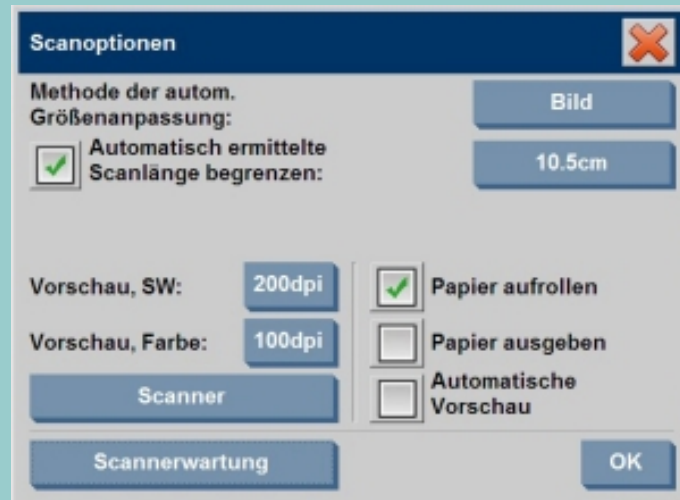 Scanoptionen
Methode der autom.
Größenanpassung:
Bild
Automatisch ermittelte
Scanlänge begrenzen:
10.5cm
Vorschau, SW:
200dpi
Papier aufrollen
Vorschau, Farbe:
100dpi
Papier ausgeben
Scanner
Automatische
Vorschau
Scannerwartung
OK